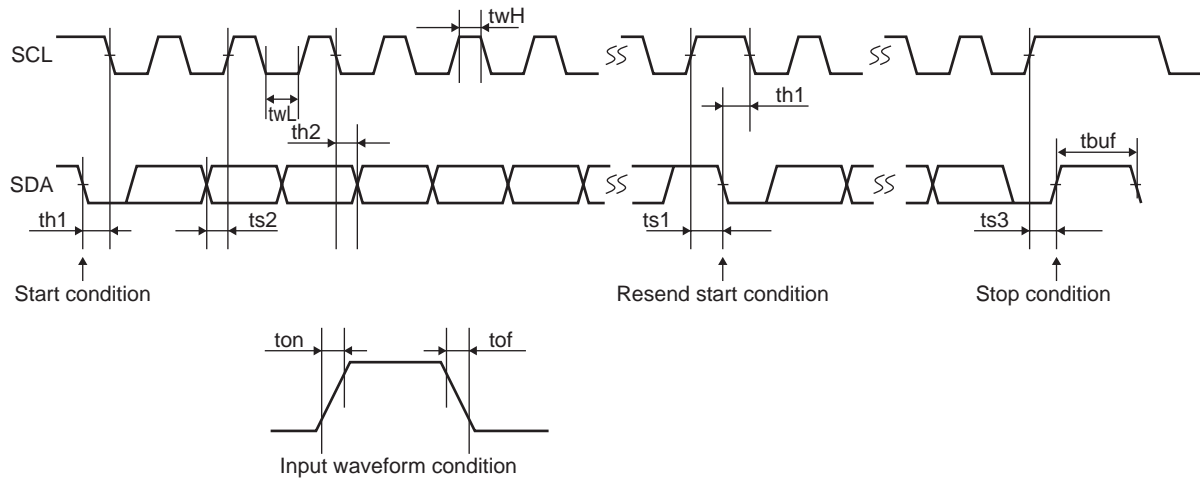 twH
SCL
twL
th1
th2
tbuf
SDA
th1
ts2
ts1
ts3
Start condition
Resend start condition
Stop condition
ton
tof
Input waveform condition